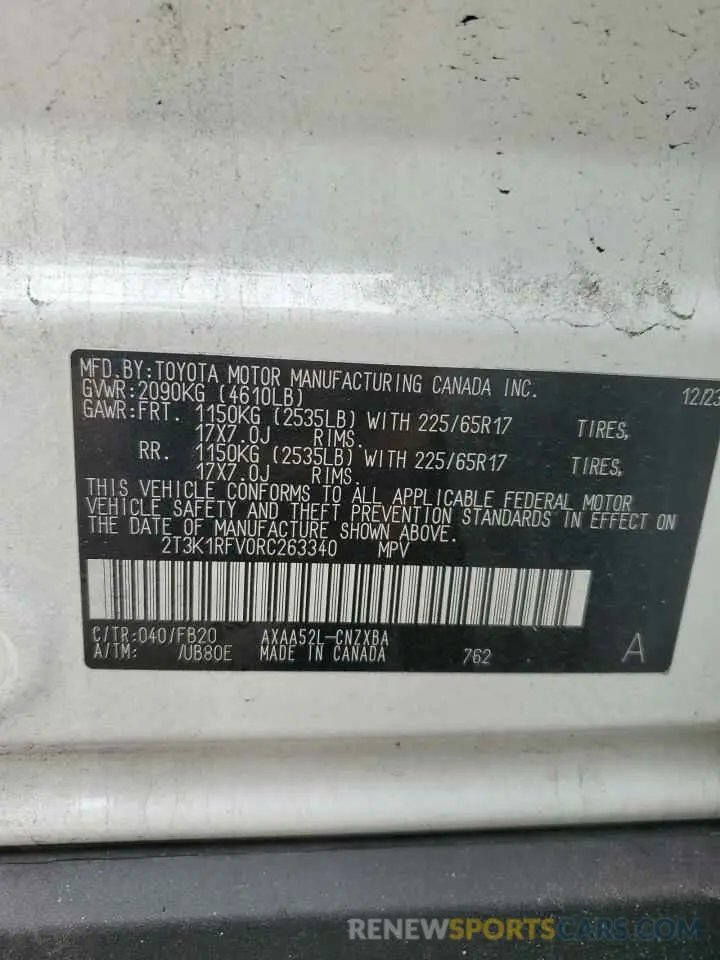 MFD.BY:TOYOTA MOTOR MANUFACTURING CANADA INC. 12/23
GVWR:2090KG (4610LB)
GAWR:FRT. 1150KG (2535LB) WITH 225/65R17 TIRES,
17X7.0J RIMS.
RR. 1150KG (2535LB) WITH 225/65R17 TIRES,
17X7.0J RIMS.
THIS VEHICLE CONFORMS TO ALL APPLICABLE FEDERAL MOTOR
VEHICLE SAFETY AND THEFT PREVENTION STANDARDS IN EFFECT ON
THE DATE OF MANUFACTURE SHOWN ABOVE.
2T3K1RFV0RC263340 MPV
C/TR:040/FB20 AXAA52L-CNZXBA
A/TM: /UB80E MADE IN CANADA 762 A
RENEWSPORTSCARS.COM